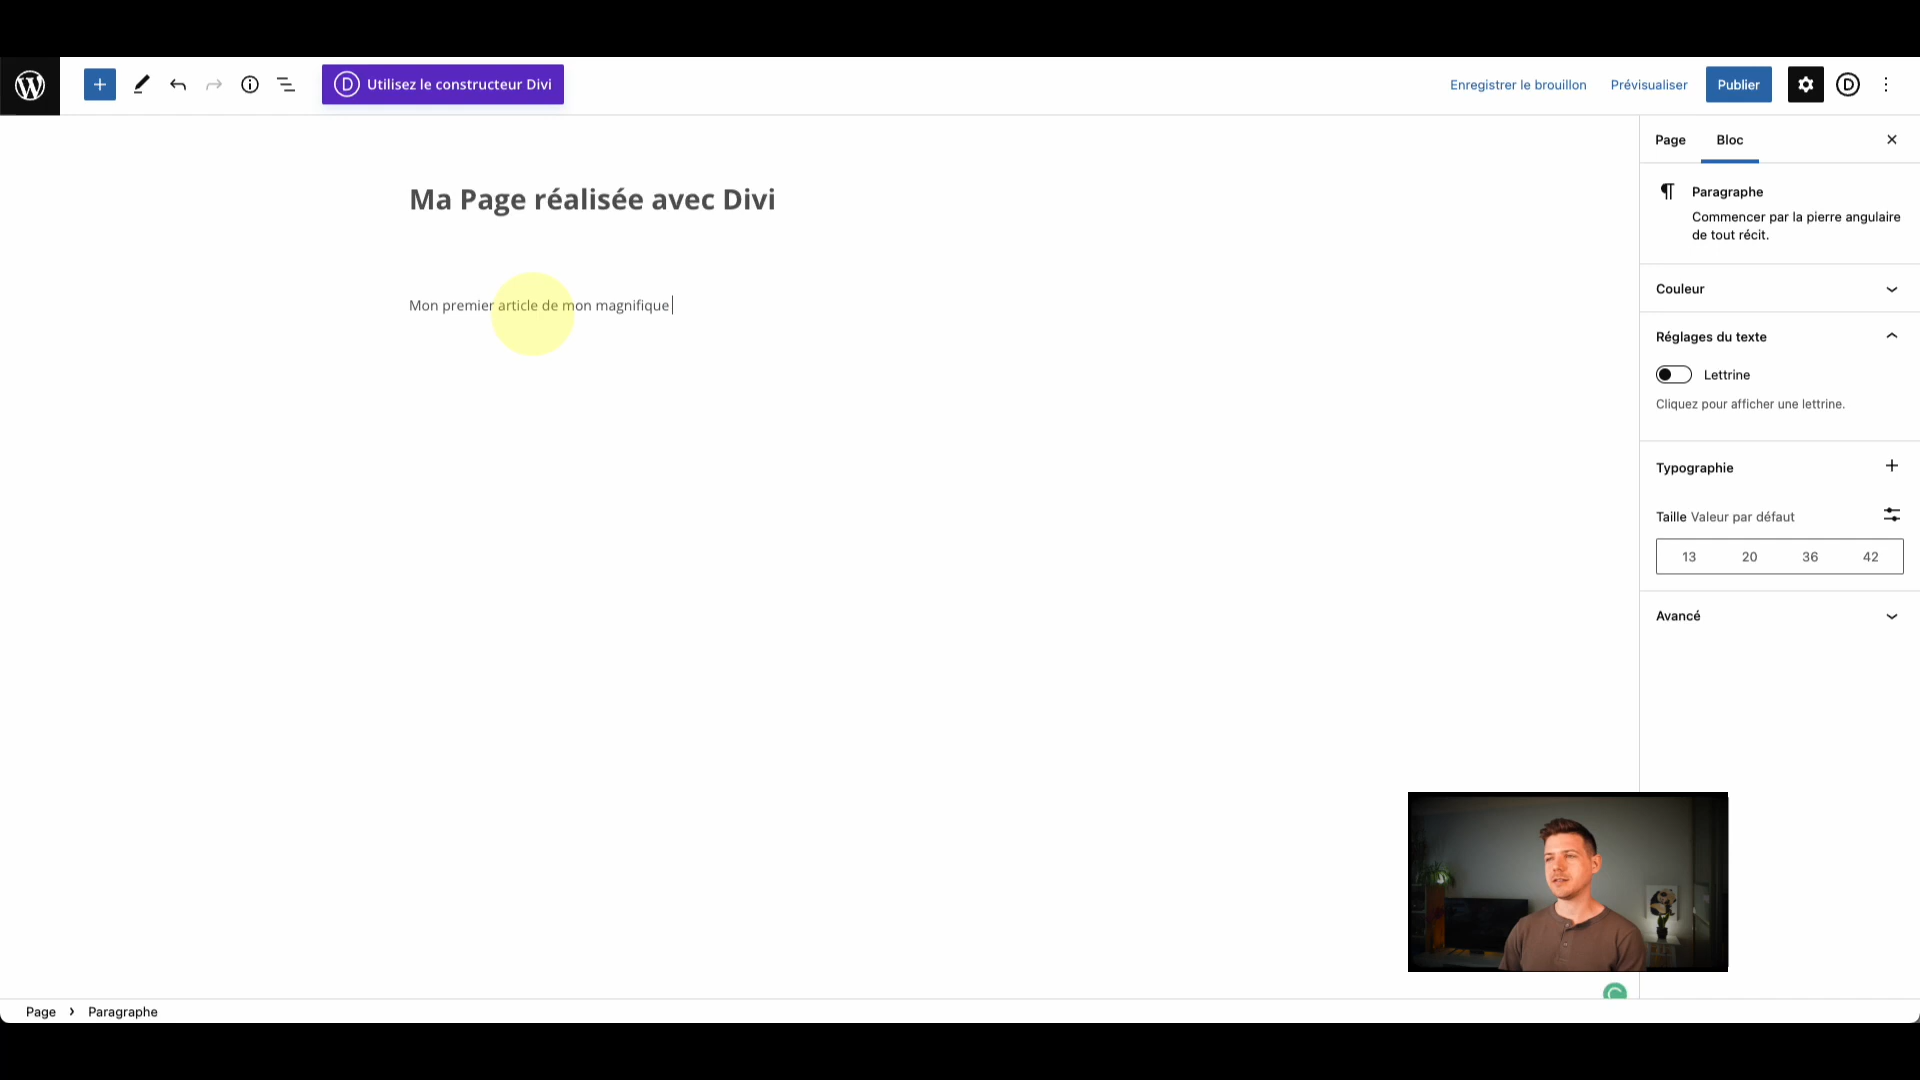 Utilisez le constructeur Divi
Enregistrer le brouillon
Prévisualiser
Publier
Page
Bloc
Ma Page réalisée avec Divi
Mon premier article de mon magnifique
Paragraphe
Commencer par la pierre angulaire
de tout récit.
Couleur
Réglages du texte
Lettrine
Cliquez pour afficher une lettrine.
Typographie
Taille Valeur par défaut
13 20 36 42
Avancé
Page › Paragraphe